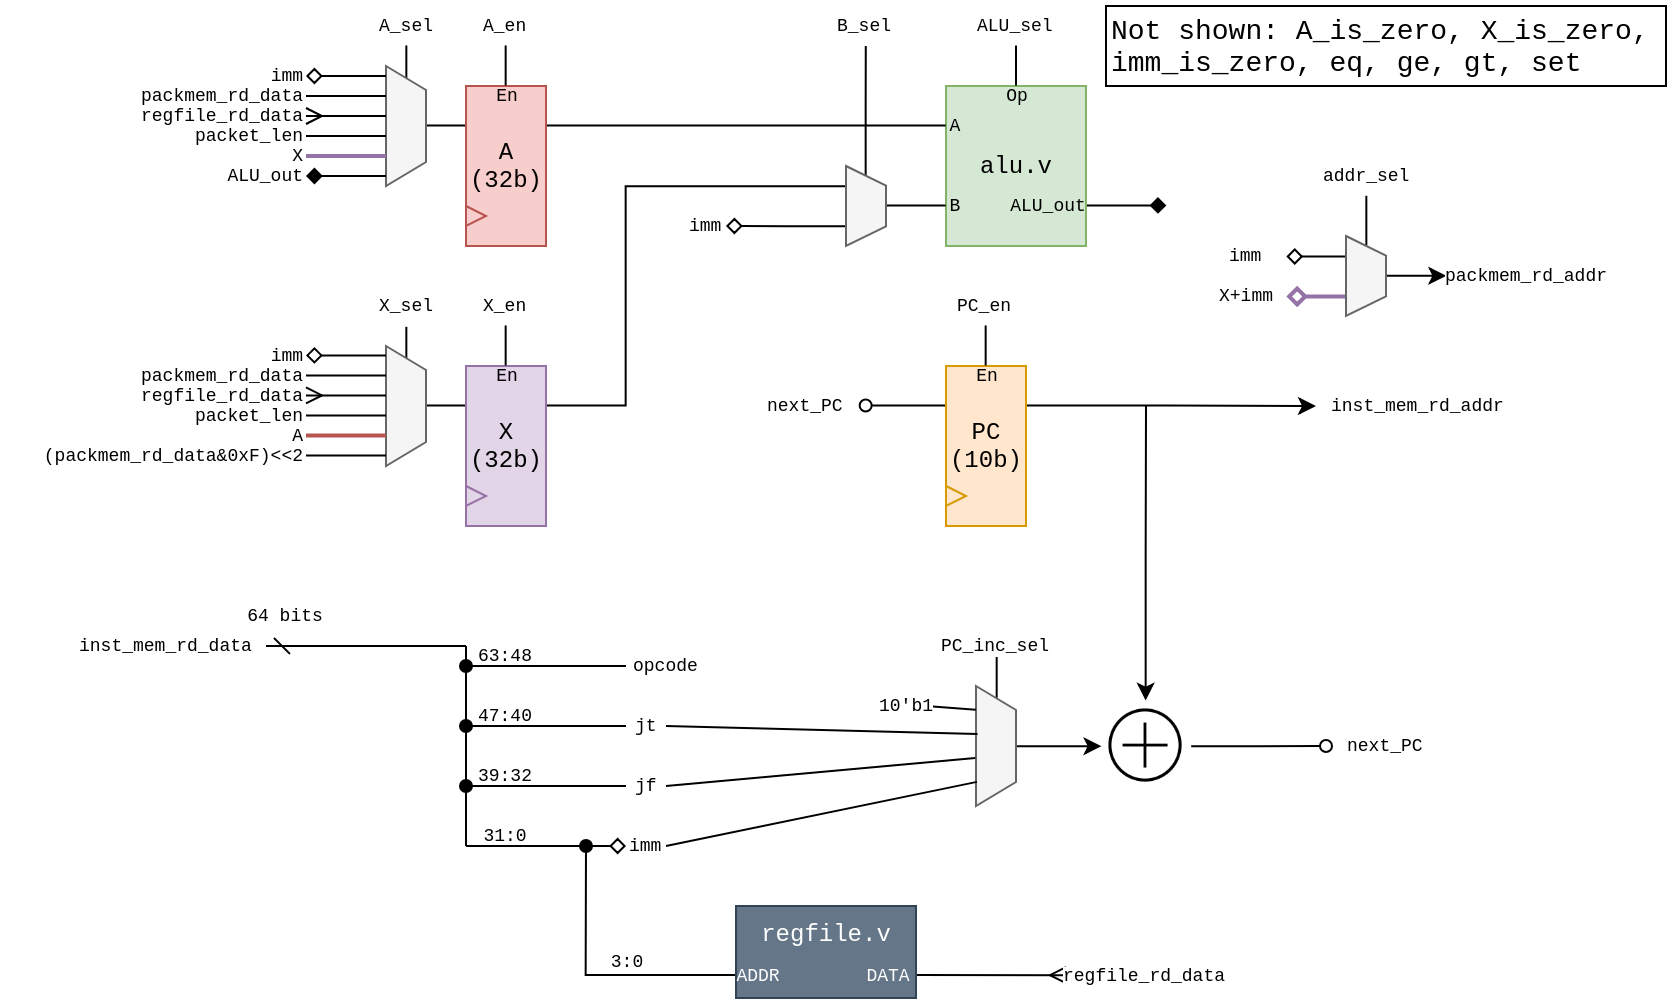 A_sel
A_en
B_sel
ALU_sel
Not shown: A_is_zero, X_is_zero,
imm_is_zero, eq, ge, gt, set
imm
packmem_rd_data
regfile_rd_data
packet_len
X
ALU_out
En
A
(32b)
Op
A
alu.v
B
ALU_out
imm
addr_sel
imm
X+imm
packmem_rd_addr
X_sel
X_en
PC_en
imm
packmem_rd_data
regfile_rd_data
packet_len
A
(packmem_rd_data&0xF)<<2
En
X
(32b)
next_PC
En
PC
(10b)
inst_mem_rd_addr
64 bits
inst_mem_rd_data
63:48
opcode
47:40
jt
39:32
jf
31:0
imm
PC_inc_sel
10'b1
next_PC
3:0
regfile.v
ADDR
DATA
regfile_rd_data